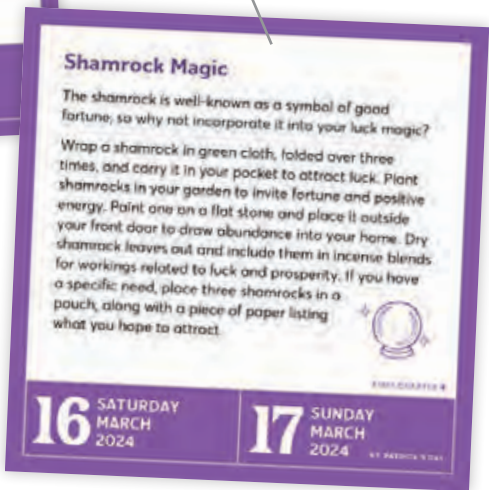 Shamrock Magic
The shamrock is well-known as a symbol of good
fortune, so why not incorporate it into your luck magic?
Wrap a shamrock in green cloth, folded over three
times, and carry it in your pocket to attract luck. Plant
shamrocks in your garden to invite fortune and positive
energy. Paint one on a flat stone and place it outside
your front door to draw abundance into your home. Dry
shamrock leaves out and include them in incense blends
for workings related to luck and prosperity. If you have
a specific need, place three shamrocks in a
pouch, along with a piece of paper listing
what you hope to attract.
FIRST QUARTER
16 SATURDAY
MARCH
2024
17 SUNDAY
MARCH
2024
ST. PATRICK'S DAY